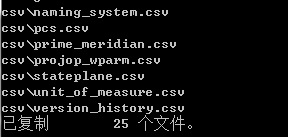 csv\naming_system.csv
csv\pcs.csv
csv\prime_meridian.csv
csv\projop_wparm.csv
csv\stateplane.csv
csv\unit_of_measure.csv
csv\version_history.csv
已复制         25 个文件。